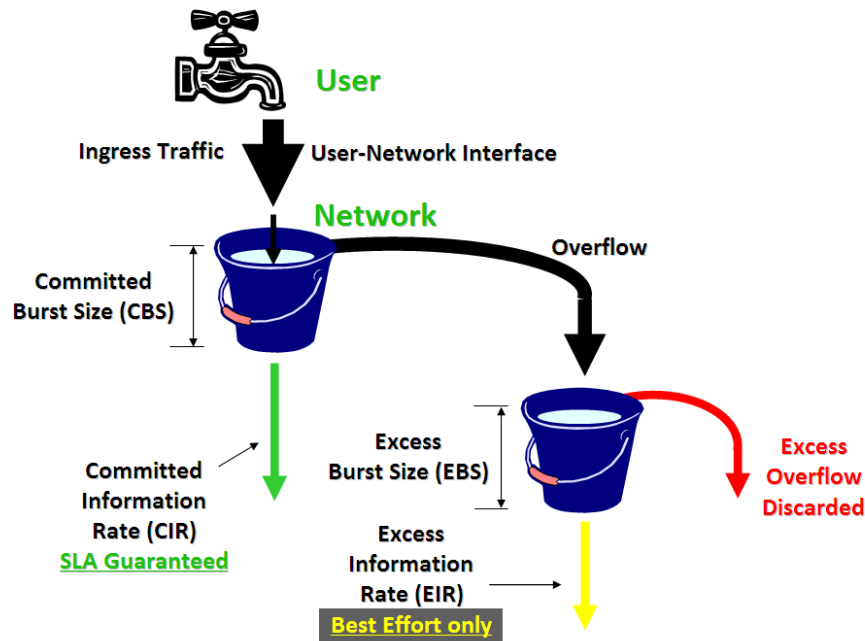 User
Ingress Traffic
User-Network Interface
Network
Overflow
Committed
Burst Size (CBS)
Excess
Burst Size (EBS)
Excess
Overflow
Discarded
Committed
Information
Rate (CIR)
SLA Guaranteed
Excess
Information
Rate (EIR)
Best Effort only